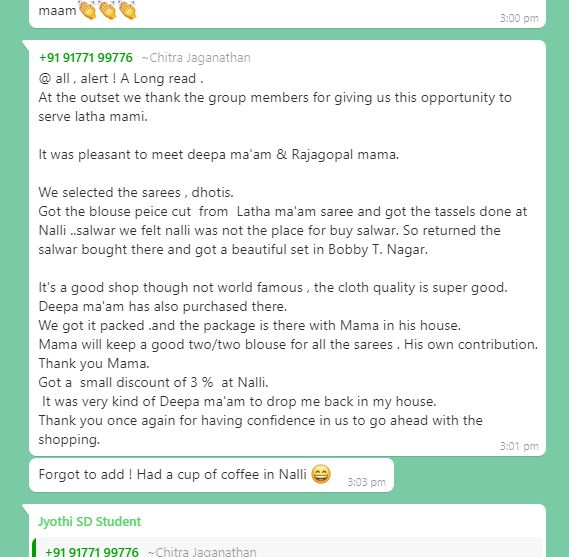 maam👏👏👏
3:00 pm
+91 91771 99776 ~Chitra Jaganathan
@ all , alert ! A Long read .
At the outset we thank the group members for giving us this opportunity to
serve latha mami.
It was pleasant to meet deepa ma'am & Rajagopal mama.
We selected the sarees , dhotis.
Got the blouse peice cut from Latha ma'am saree and got the tassels done at
Nalli ..salwar we felt nalli was not the place for buy salwar. So returned the
salwar bought there and got a beautiful set in Bobby T. Nagar.
It's a good shop though not world famous , the cloth quality is super good.
Deepa ma'am has also purchased there.
We got it packed .and the package is there with Mama in his house.
Mama will keep a good two/two blouse for all the sarees . His own contribution.
Thank you Mama.
Got a small discount of 3 % at Nalli.
It was very kind of Deepa ma'am to drop me back in my house.
Thank you once again for having confidence in us to go ahead with the
shopping.
3:01 pm
Forgot to add ! Had a cup of coffee in Nalli 😄
3:03 pm
Jyothi SD Student
+91 91771 99776 ~Chitra Jaganathan